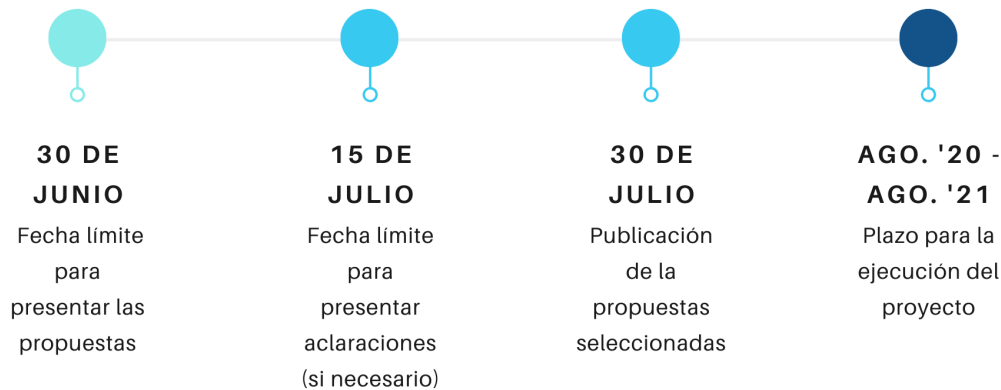 30 DE
JUNIO
Fecha límite
para
presentar las
propuestas
15 DE
JULIO
Fecha límite
para
presentar
aclaraciones
(si necesario)
30 DE
JULIO
Publicación
de la
propuestas
seleccionadas
AGO. '20 -
AGO. '21
Plazo para la
ejecución del
proyecto